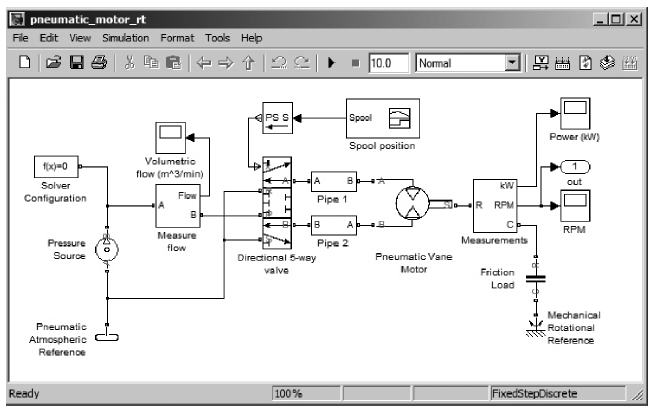 pneumatic_motor_rt
File Edit View Simulation Format Tools Help
10.0 Normal
f(x)=0
Solver
Configuration
Volumetric
flow (m^3/min)
Flow
A
B
Measure
flow
Pressure
Source
Pneumatic
Atmospheric
Reference
PS S
Spool
Spool position
A
B
Directional 5-way
valve
A B
Pipe 1
B A
Pipe 2
A
B
Pneumatic Vane
Motor
S
R
kW
RPM
C
Measurements
Power (kW)
1
out
RPM
Friction
Load
Mechanical
Rotational
Reference
Ready 100% FixedStepDiscrete